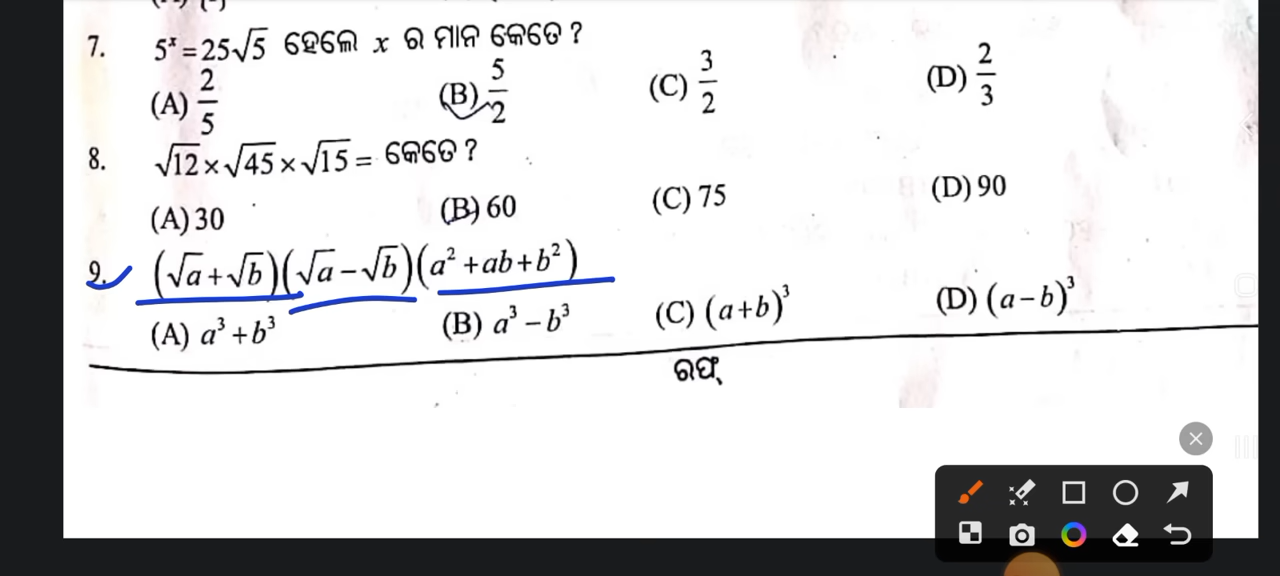 7. 5ˣ = 25√5 ହେଲେ x ର ମାନ କେତେ ?
(A) 2/5 (B) 5/2 (C) 3/2 (D) 2/3
8. √12 × √45 × √15 = କେତେ ?
(A) 30 (B) 60 (C) 75 (D) 90
9. (√a + √b)(√a − √b)(a² + ab + b²)
(A) a³ + b³ (B) a³ − b³ (C) (a+b)³ (D) (a−b)³
ରଫ୍